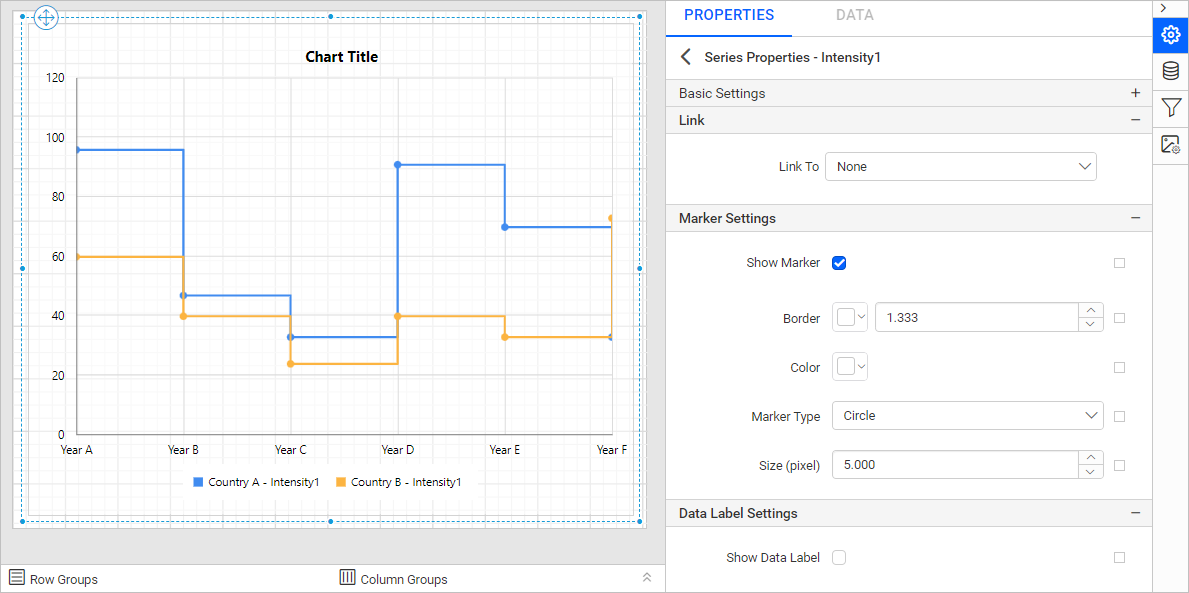 PROPERTIES
DATA
Series Properties - Intensity1
Basic Settings
Link
Link To
None
Marker Settings
Show Marker
Border
1.333
Color
Marker Type
Circle
Size (pixel)
5.000
Data Label Settings
Show Data Label
Chart Title
120
100
80
60
40
20
0
Year A
Year B
Year C
Year D
Year E
Year F
Country A - Intensity1
Country B - Intensity1
Row Groups
Column Groups